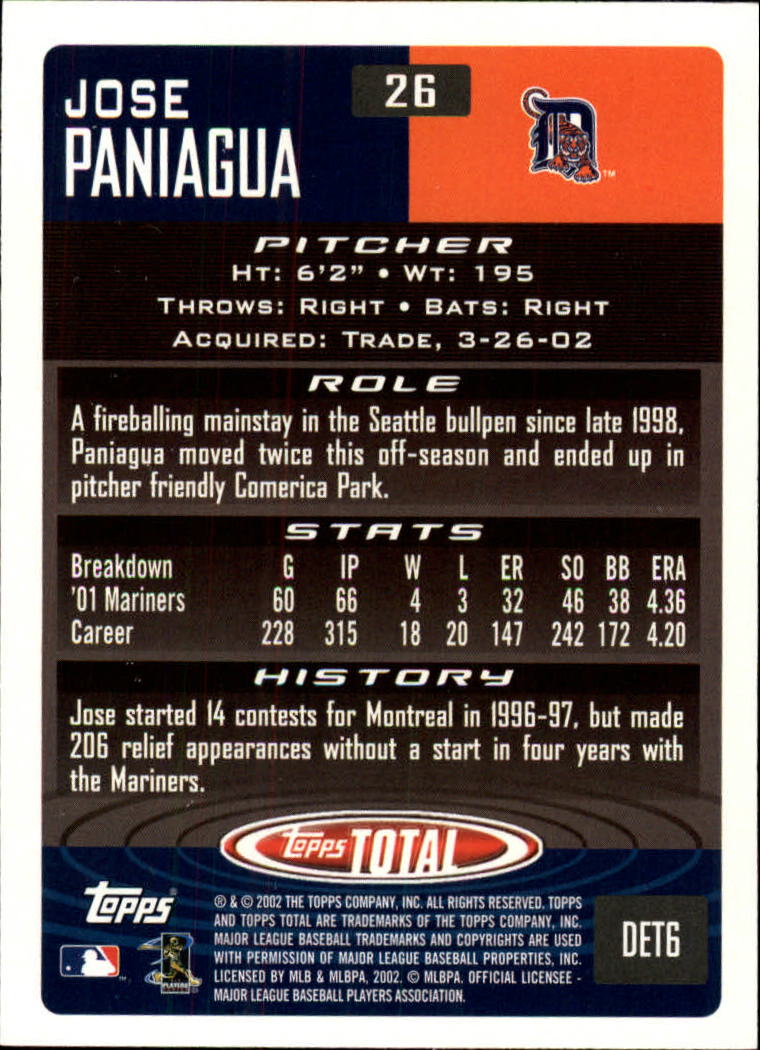 JOSE
PANIAGUA
26
D
TM
PITCHER
HT: 6'2" • WT: 195
THROWS: RIGHT • BATS: RIGHT
ACQUIRED: TRADE, 3-26-02
ROLE
A fireballing mainstay in the Seattle bullpen since late 1998,
Paniagua moved twice this off-season and ended up in
pitcher friendly Comerica Park.
STATS
Breakdown G IP W L ER SO BB ERA
'01 Mariners 60 66 4 3 32 46 38 4.36
Career 228 315 18 20 147 242 172 4.20
HISTORY
Jose started 14 contests for Montreal in 1996-97, but made
206 relief appearances without a start in four years with
the Mariners.
Topps TOTAL
Topps®
® & © 2002 THE TOPPS COMPANY, INC. ALL RIGHTS RESERVED. TOPPS
AND TOPPS TOTAL ARE TRADEMARKS OF THE TOPPS COMPANY, INC.
MAJOR LEAGUE BASEBALL TRADEMARKS AND COPYRIGHTS ARE USED
WITH PERMISSION OF MAJOR LEAGUE BASEBALL PROPERTIES, INC.
LICENSED BY MLB & MLBPA, 2002. © MLBPA. OFFICIAL LICENSEE -
MAJOR LEAGUE BASEBALL PLAYERS ASSOCIATION.
DET6
TM
PLAYERS